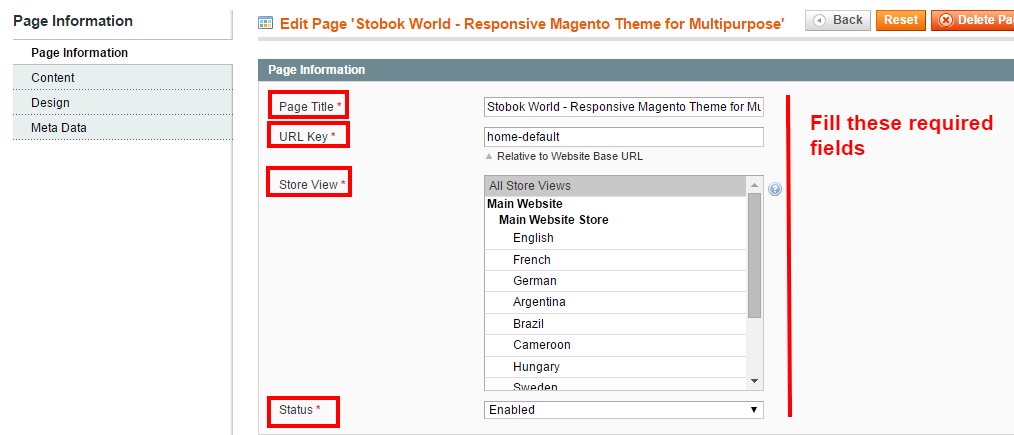 Page Information
Page Information
Content
Design
Meta Data
Edit Page 'Stobok World - Responsive Magento Theme for Multipurpose'
Back
Reset
Delete Pa
Page Information
Page Title *
Stobok World - Responsive Magento Theme for Mu
URL Key *
home-default
Relative to Website Base URL
Store View *
All Store Views
Main Website
Main Website Store
English
French
German
Argentina
Brazil
Cameroon
Hungary
Sweden
Status *
Enabled
Fill these required
fields